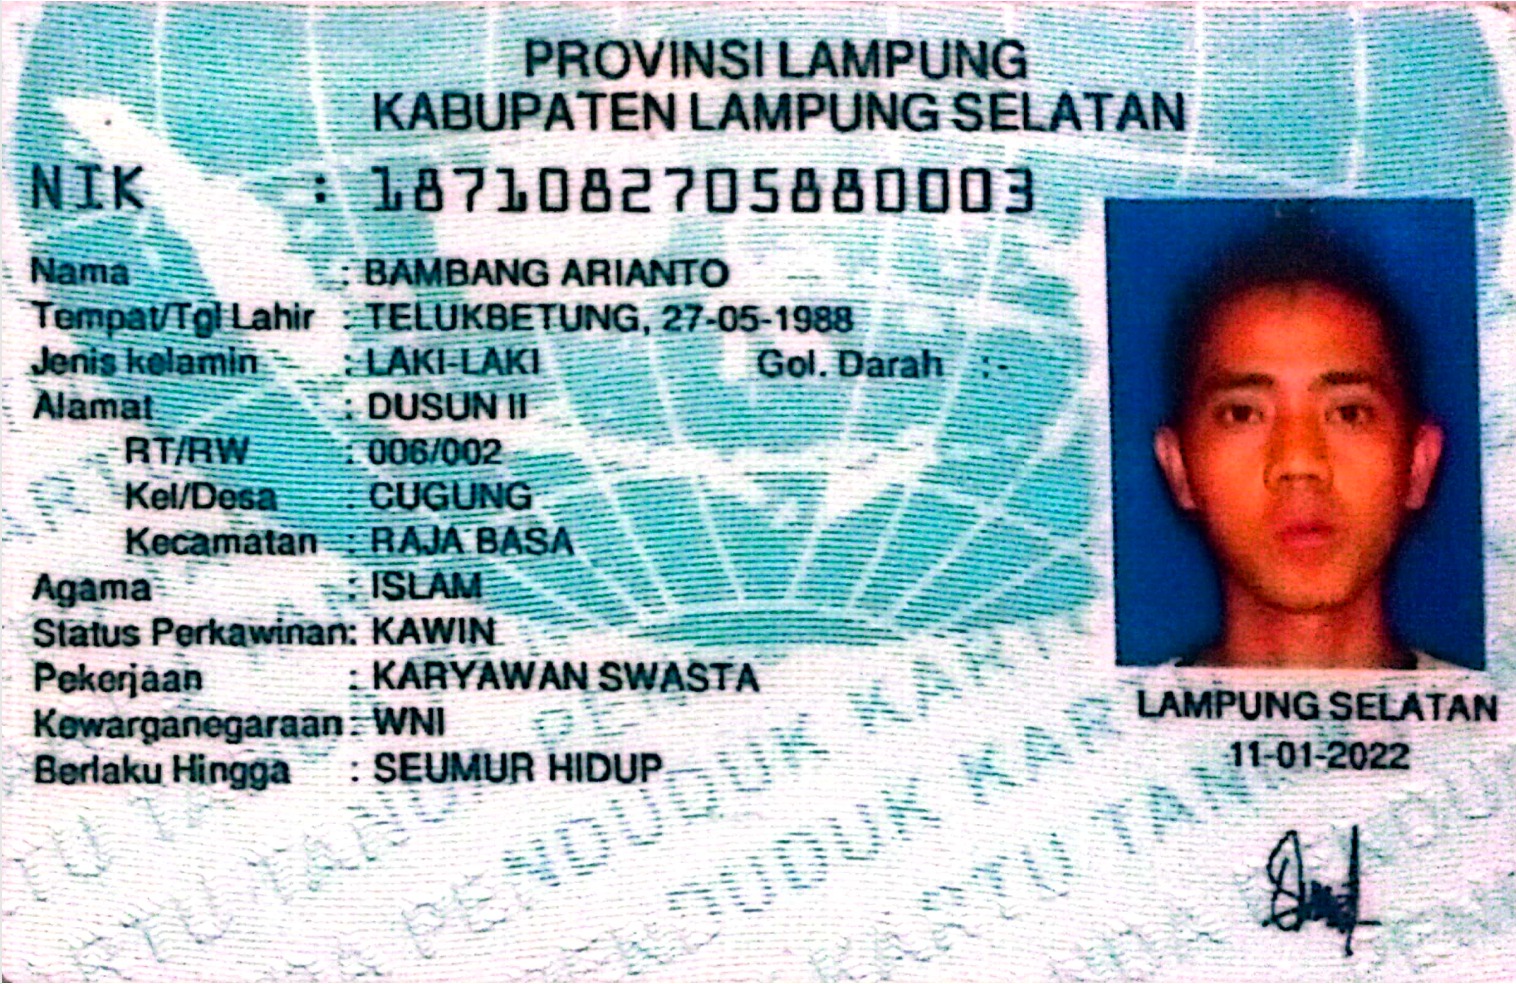 PROVINSI LAMPUNG
KABUPATEN LAMPUNG SELATAN
NIK : 1871082705880003
Nama : BAMBANG ARIANTO
Tempat/Tgl Lahir : TELUKBETUNG, 27-05-1988
Jenis kelamin : LAKI-LAKI Gol. Darah : -
Alamat : DUSUN II
RT/RW : 006/002
Kel/Desa : CUGUNG
Kecamatan : RAJA BASA
Agama : ISLAM
Status Perkawinan: KAWIN
Pekerjaan : KARYAWAN SWASTA
Kewarganegaraan: WNI
Berlaku Hingga : SEUMUR HIDUP
LAMPUNG SELATAN
11-01-2022